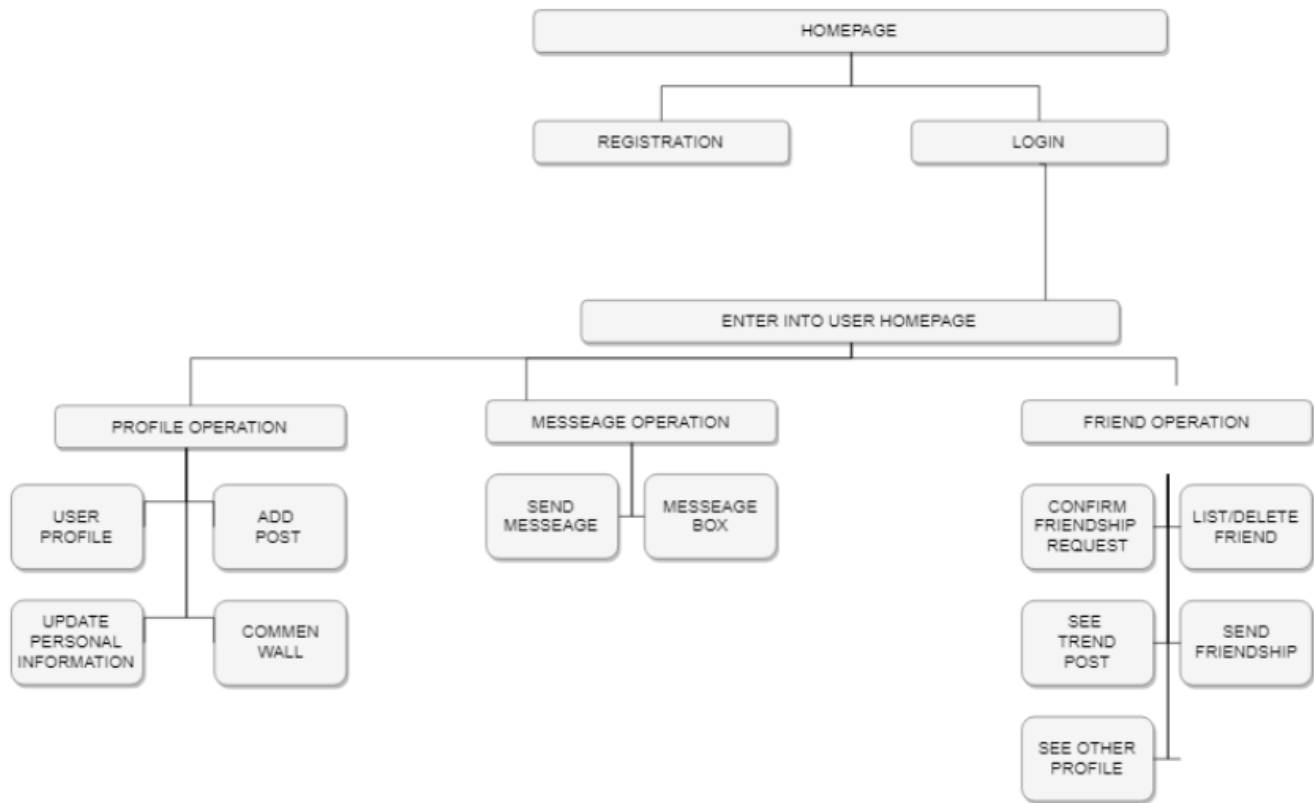 HOMEPAGE
REGISTRATION
LOGIN
ENTER INTO USER HOMEPAGE
PROFILE OPERATION
MESSEAGE OPERATION
FRIEND OPERATION
USER
PROFILE
ADD
POST
UPDATE
PERSONAL
INFORMATION
COMMEN
WALL
SEND
MESSEAGE
MESSEAGE
BOX
CONFIRM
FRIENDSHIP
REQUEST
LIST/DELETE
FRIEND
SEE
TREND
POST
SEND
FRIENDSHIP
SEE OTHER
PROFILE